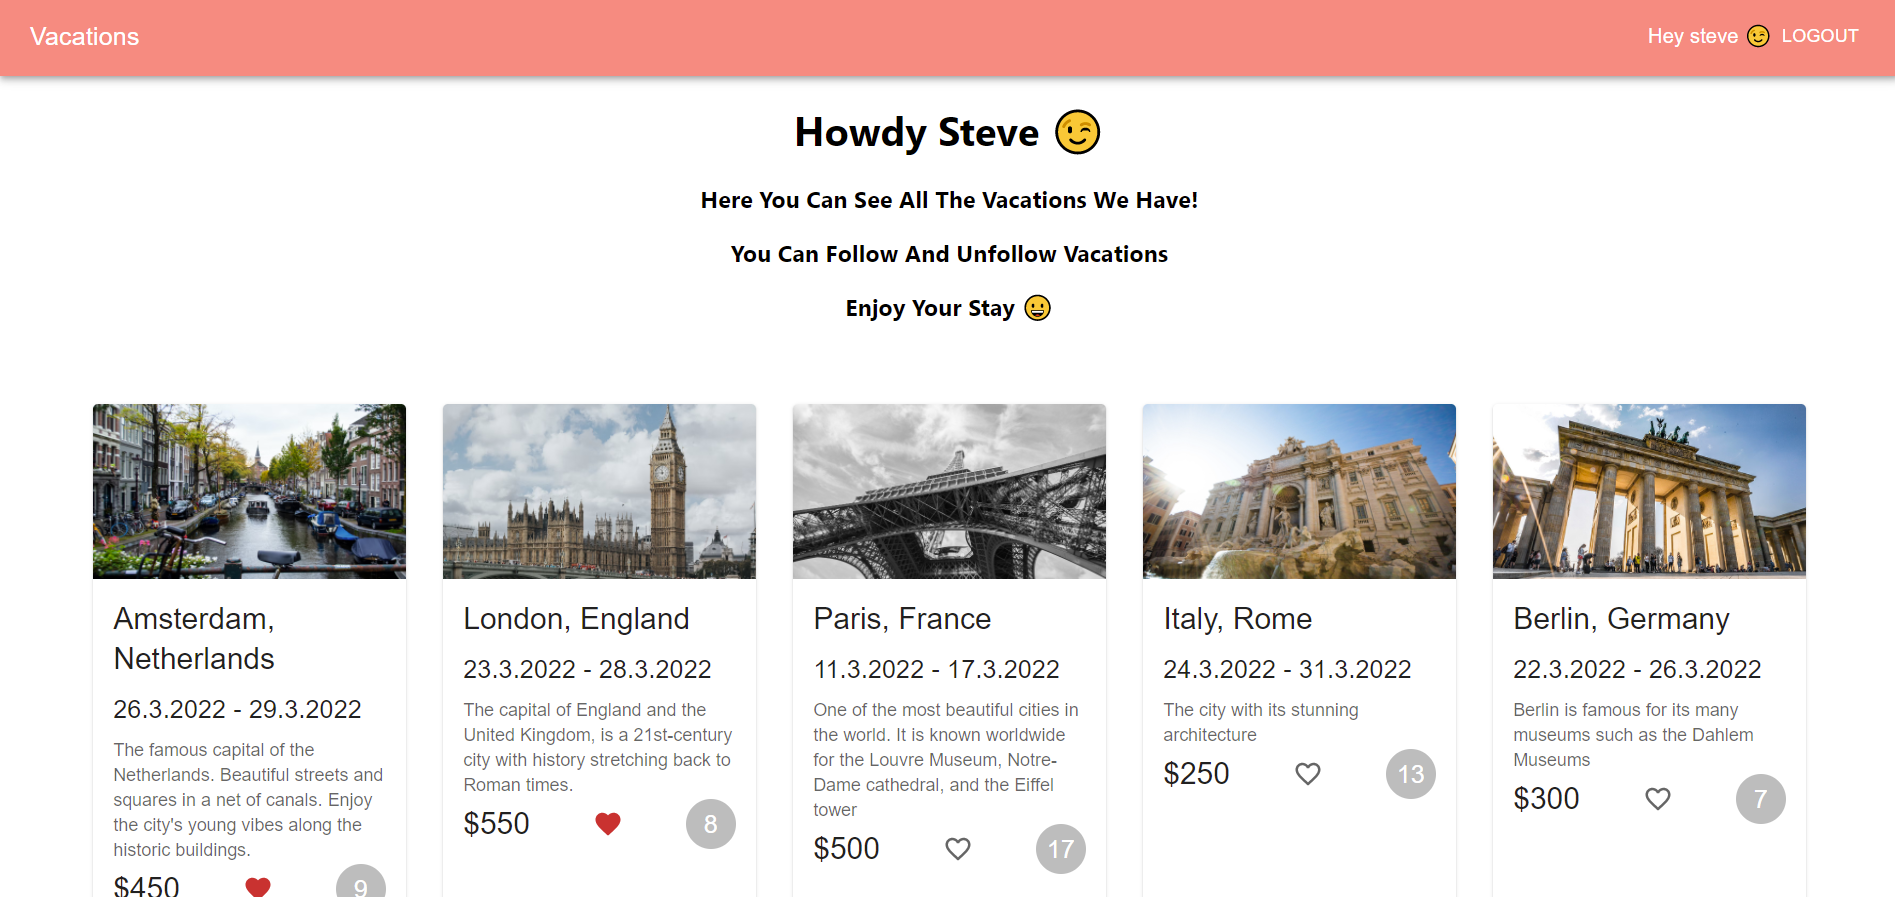 Vacations
Hey steve 😉 LOGOUT
Howdy Steve 😉
Here You Can See All The Vacations We Have!
You Can Follow And Unfollow Vacations
Enjoy Your Stay 😀
Amsterdam,
Netherlands
26.3.2022 - 29.3.2022
The famous capital of the
Netherlands. Beautiful streets and
squares in a net of canals. Enjoy
the city's young vibes along the
historic buildings.
$450
9
London, England
23.3.2022 - 28.3.2022
The capital of England and the
United Kingdom, is a 21st-century
city with history stretching back to
Roman times.
$550
8
Paris, France
11.3.2022 - 17.3.2022
One of the most beautiful cities in
the world. It is known worldwide
for the Louvre Museum, Notre-
Dame cathedral, and the Eiffel
tower
$500
17
Italy, Rome
24.3.2022 - 31.3.2022
The city with its stunning
architecture
$250
13
Berlin, Germany
22.3.2022 - 26.3.2022
Berlin is famous for its many
museums such as the Dahlem
Museums
$300
7